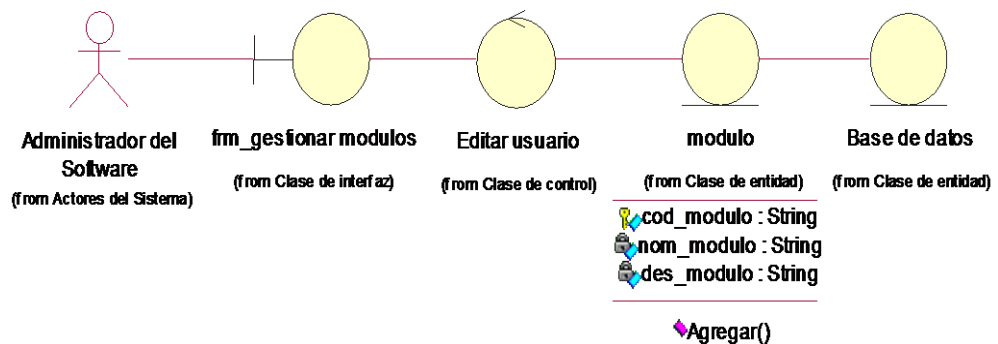 Administrador del
Software
(from Actores del Sistema)
frm_gestionar modulos
(from Clase de interfaz)
Editar usuario
(from Clase de control)
modulo
(from Clase de entidad)
cod_modulo : String
nom_modulo : String
des_modulo : String
Agregar()
Base de datos
(from Clase de entidad)